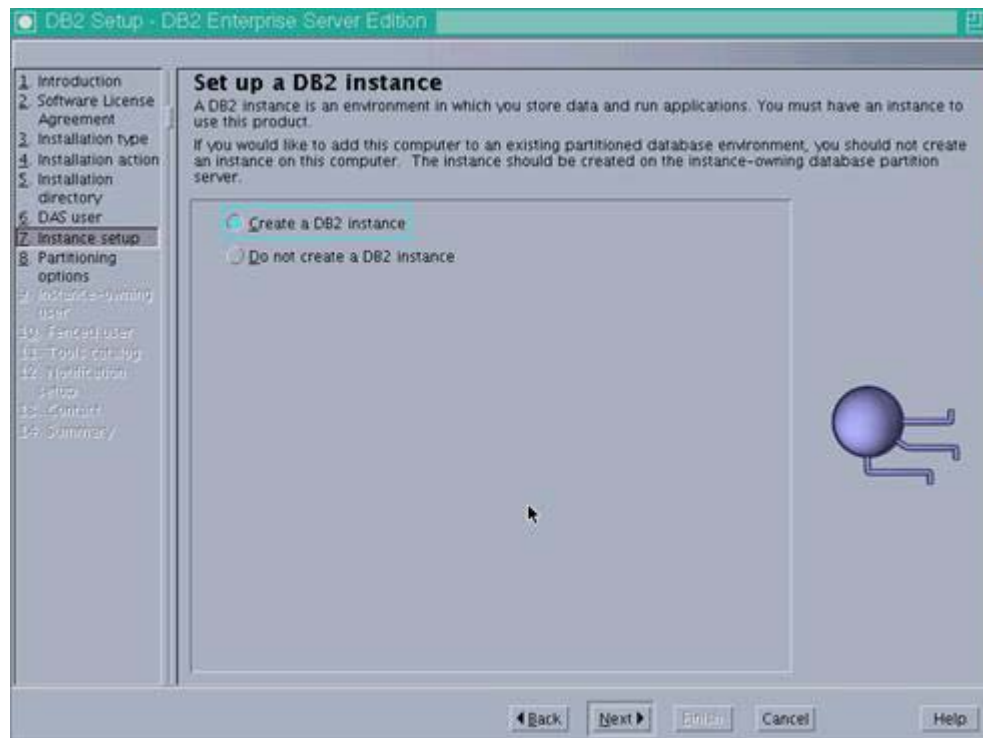 DB2 Setup - DB2 Enterprise Server Edition
1. Introduction
2. Software License
Agreement
3. Installation type
4. Installation action
5. Installation
directory
6. DAS user
7. Instance setup
8. Partitioning
options
9. Instance-owning
user
10. Fenced user
11. Tools catalog
12. Notification
setup
13. Contact
14. Summary
Set up a DB2 instance
A DB2 instance is an environment in which you store data and run applications. You must have an instance to
use this product.
If you would like to add this computer to an existing partitioned database environment, you should not create
an instance on this computer. The instance should be created on the instance-owning database partition
server.
Create a DB2 instance
Do not create a DB2 instance
Back
Next
Finish
Cancel
Help